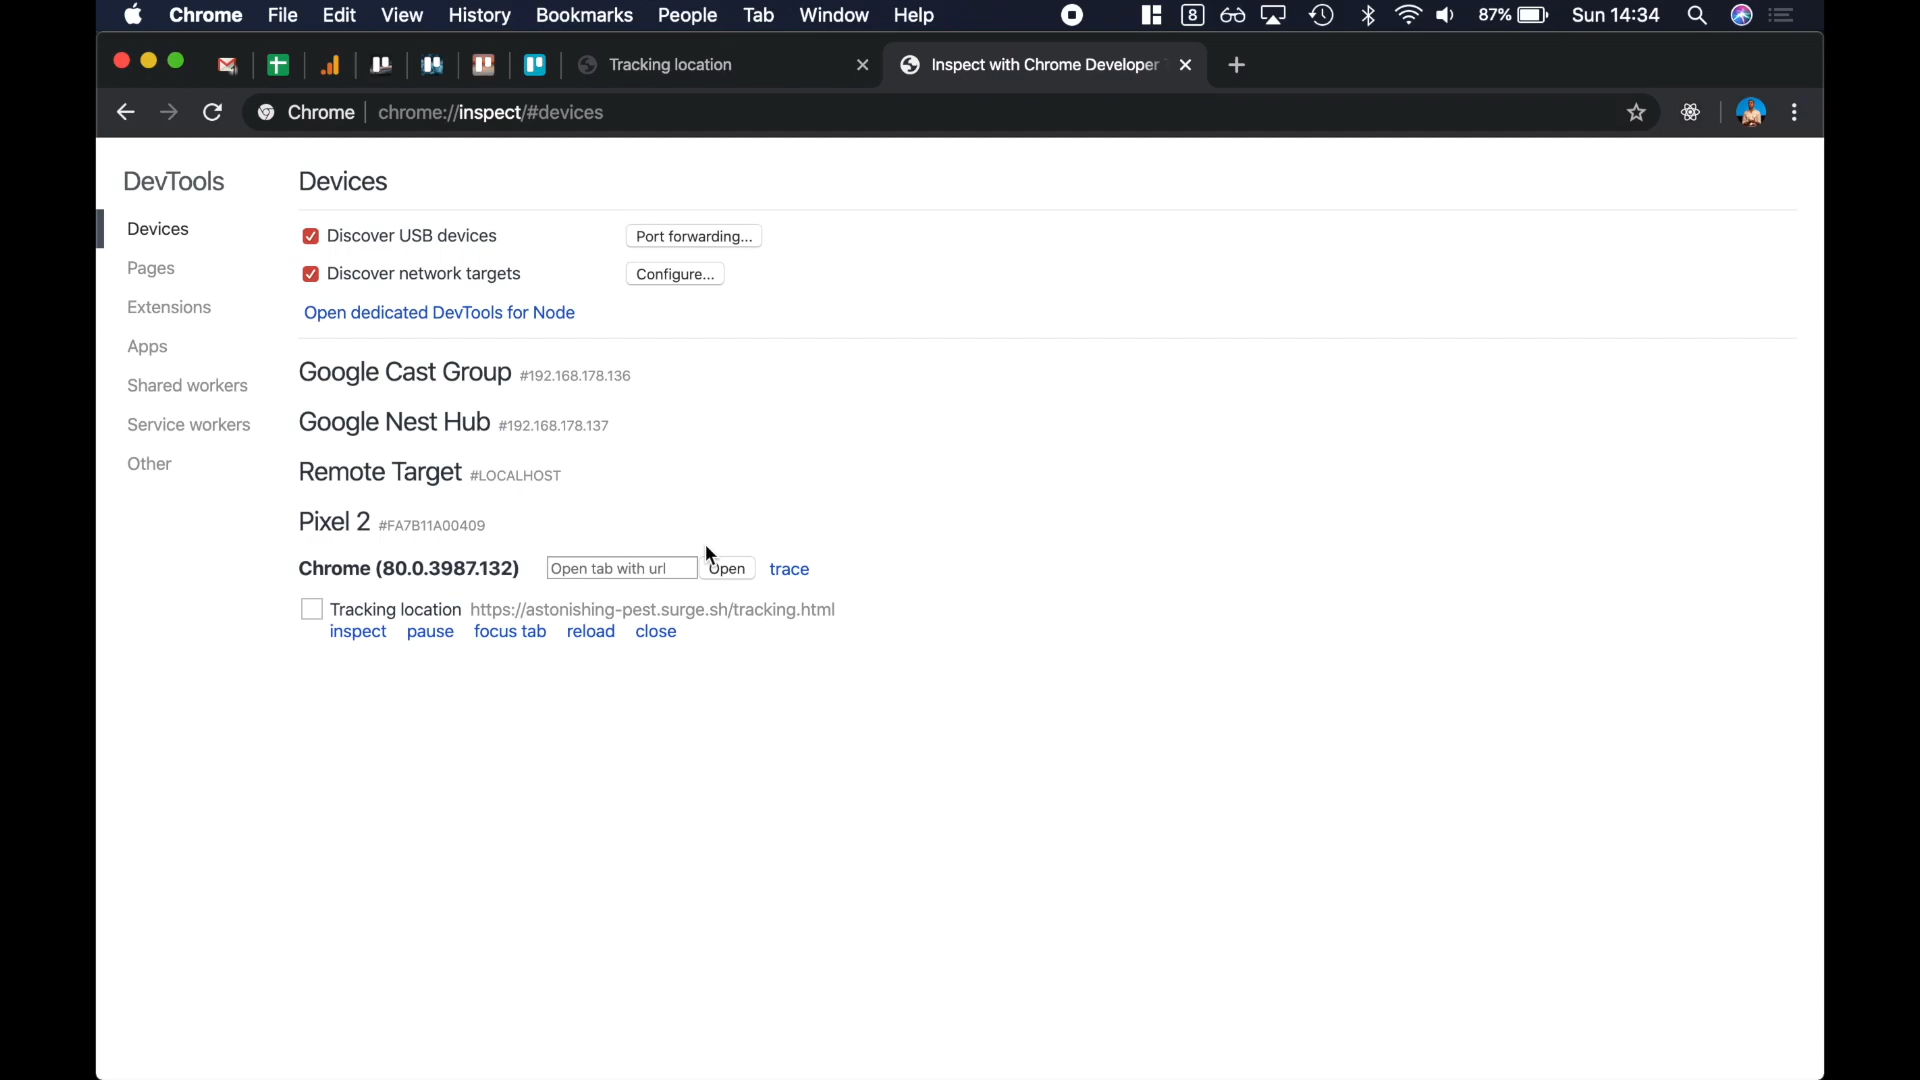 Chrome File Edit View History Bookmarks People Tab Window Help 8 87% Sun 14:34
Tracking location Inspect with Chrome Developer
Chrome chrome://inspect/#devices
DevTools
Devices
Pages
Extensions
Apps
Shared workers
Service workers
Other
Devices
Discover USB devices Port forwarding...
Discover network targets Configure...
Open dedicated DevTools for Node
Google Cast Group #192.168.178.136
Google Nest Hub #192.168.178.137
Remote Target #LOCALHOST
Pixel 2 #FA7B11A00409
Chrome (80.0.3987.132) Open tab with url Open trace
Tracking location https://astonishing-pest.surge.sh/tracking.html
inspect pause focus tab reload close